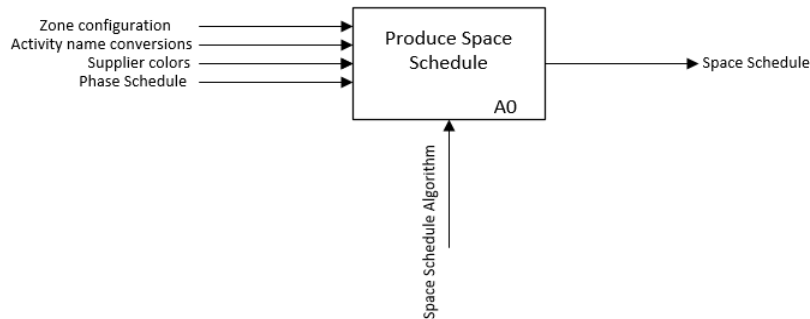 Zone configuration
Activity name conversions
Supplier colors
Phase Schedule
Produce Space
Schedule
A0
Space Schedule
Space Schedule Algorithm